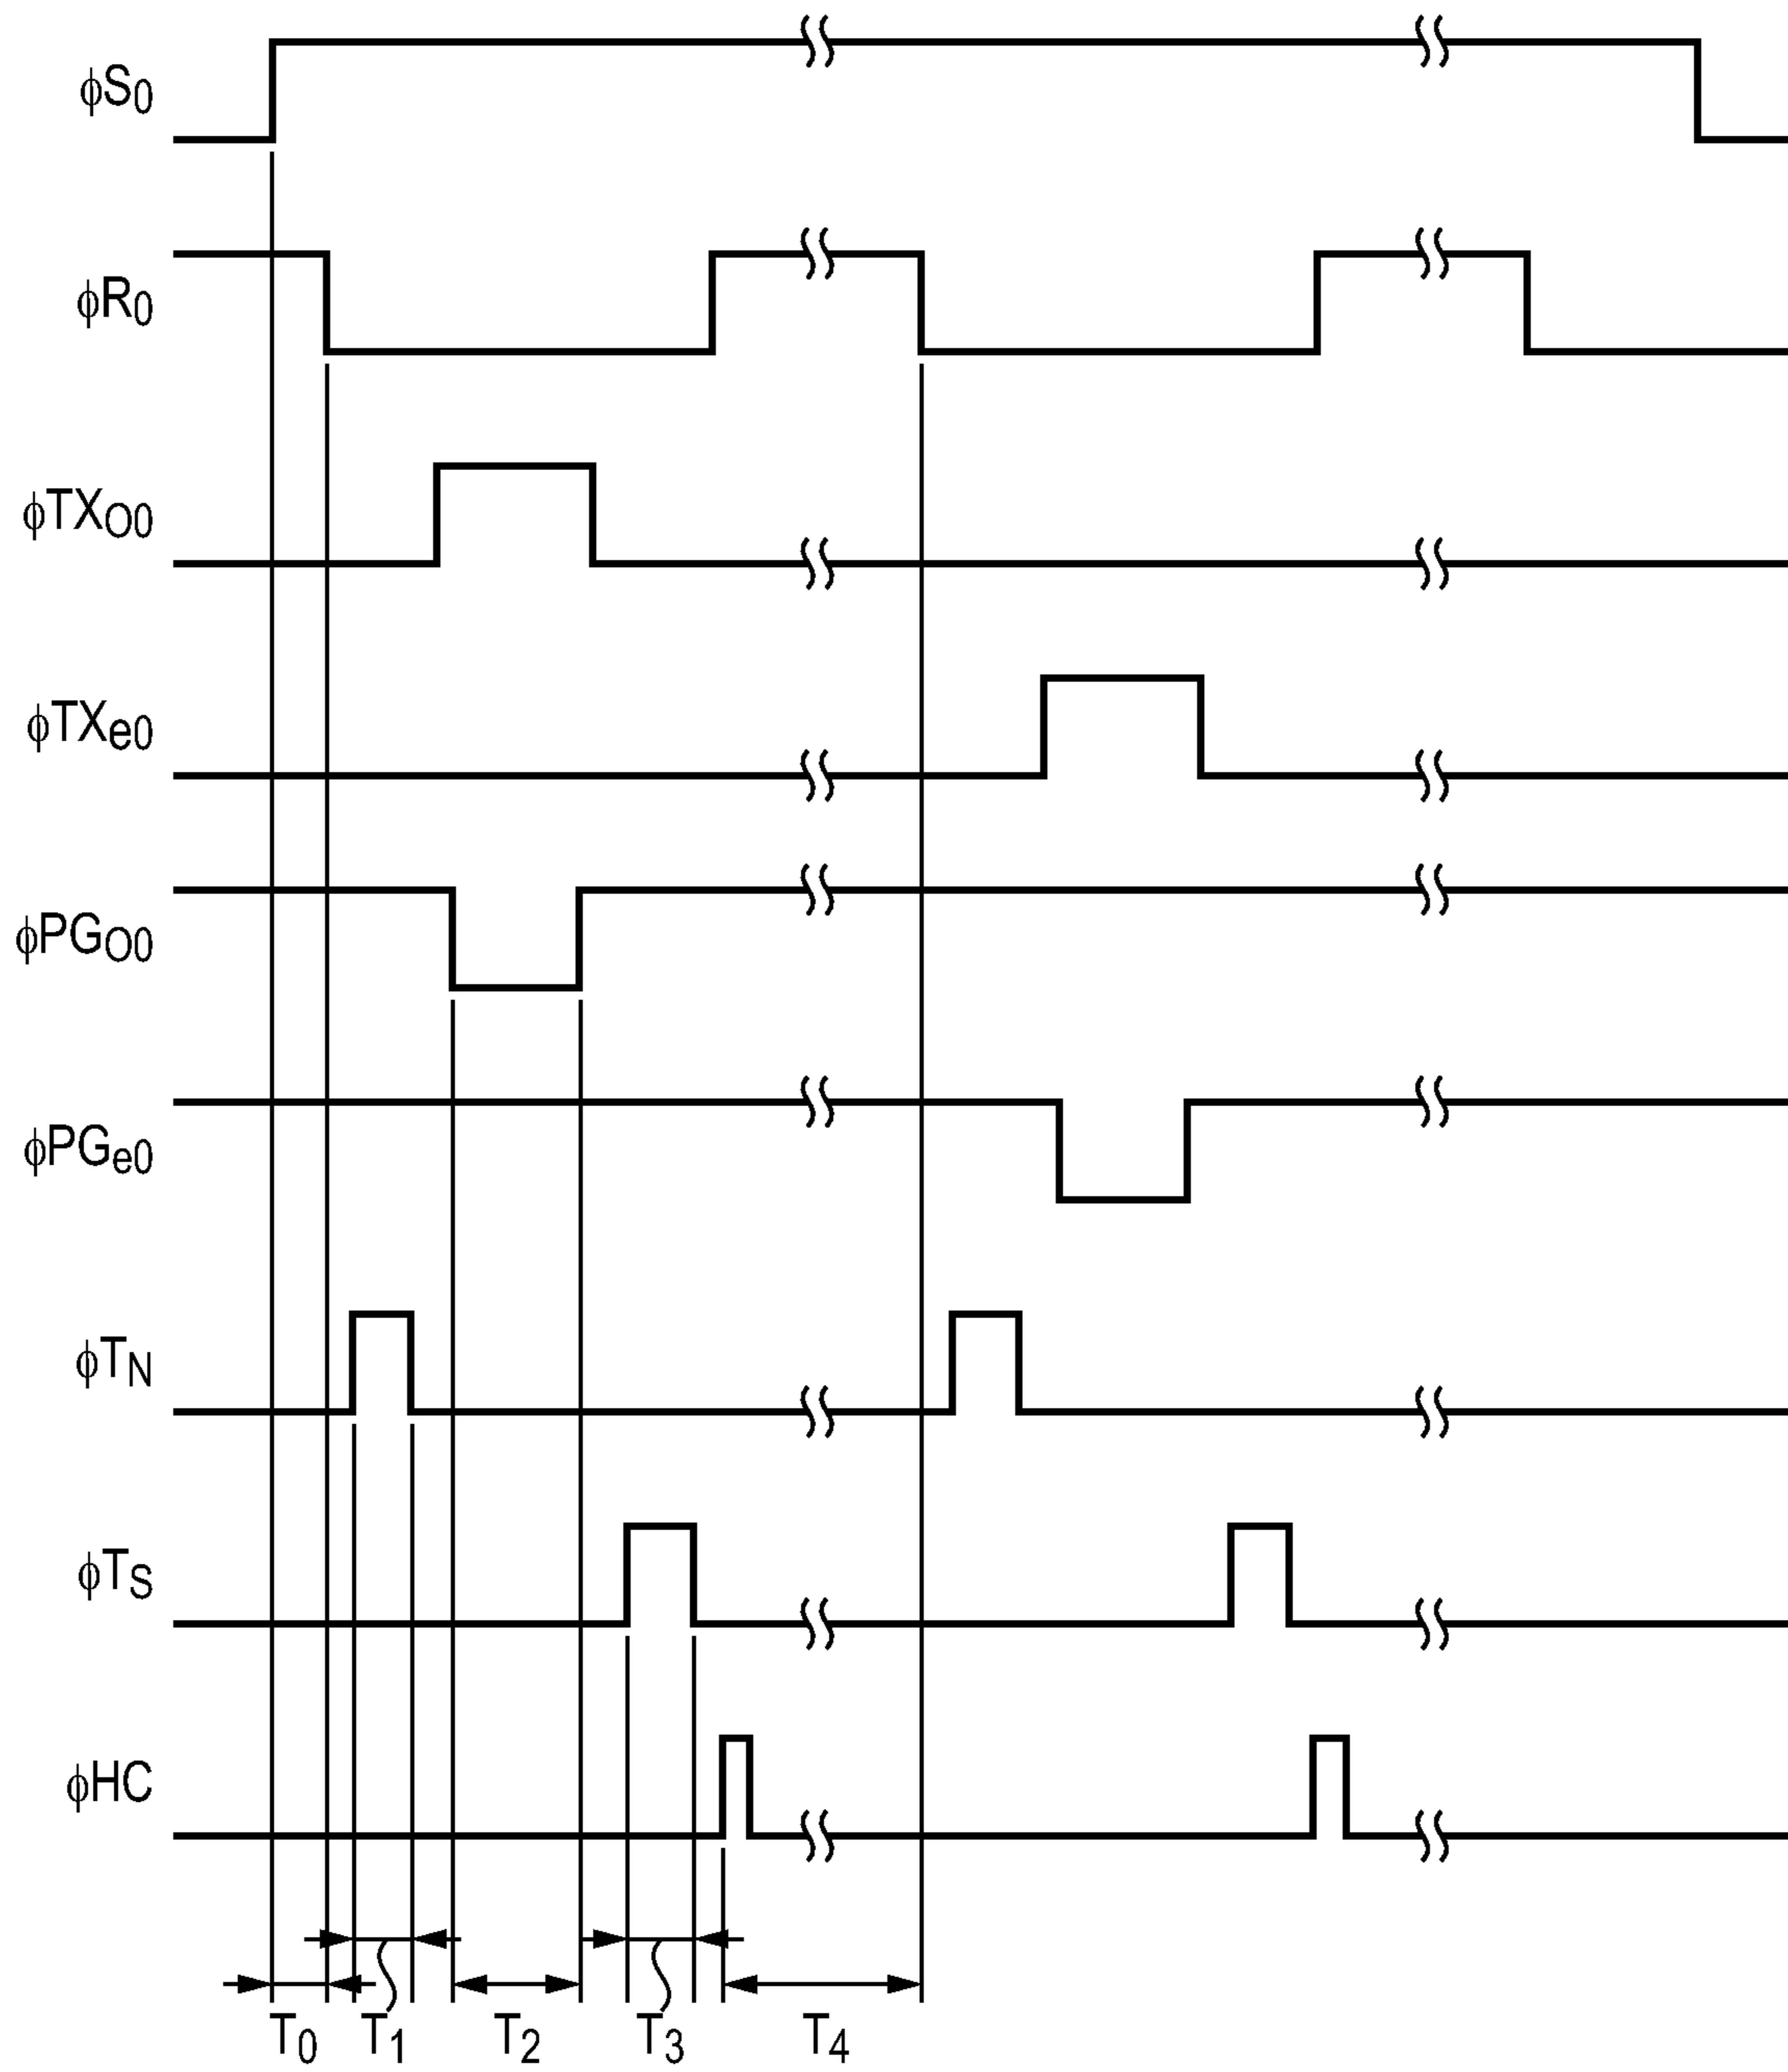 ϕS₀
ϕR₀
ϕTXO0
ϕTXe0
ϕPGO0
ϕPGe0
ϕTN
ϕTS
ϕHC
T₀ T₁ T₂ T₃ T₄